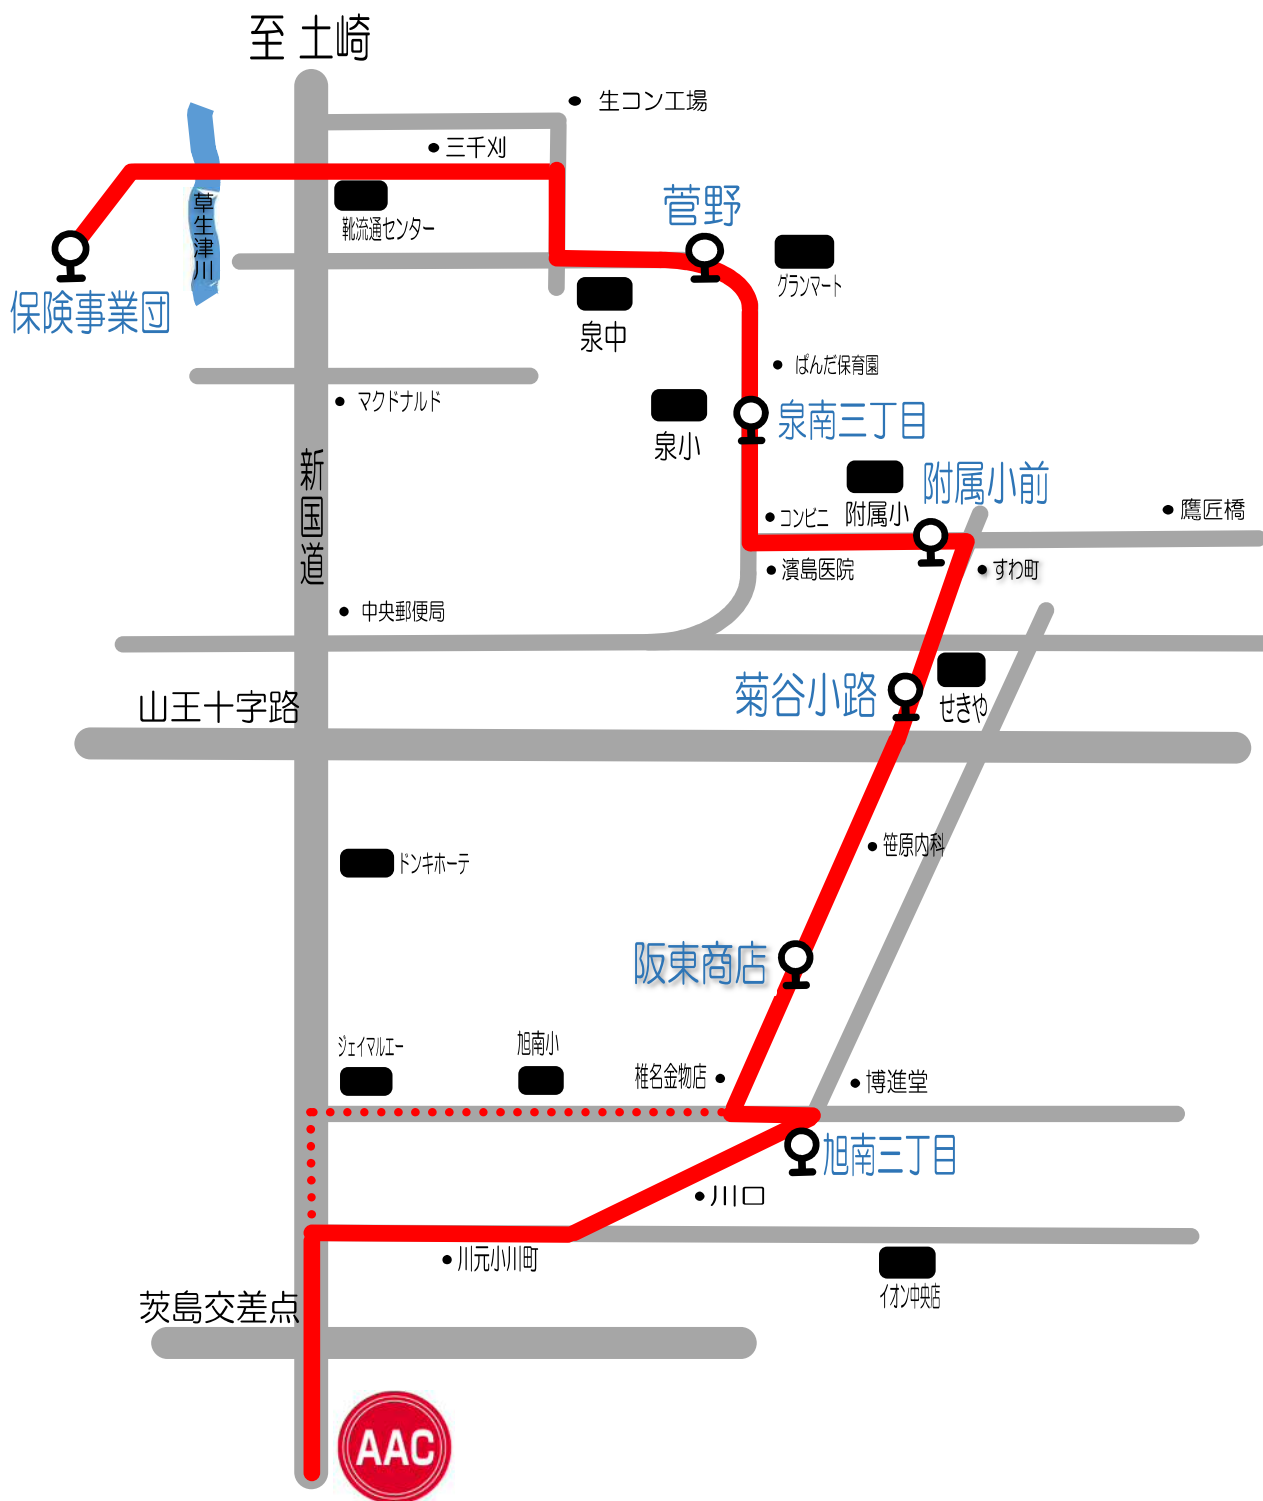 至 土崎
生コン工場
三千刈
菅野
草生津川
靴流通センター
グランマート
保険事業団
泉中
ぱんだ保育園
マクドナルド
泉南三丁目
泉小
新国道
附属小前
コンビニ
附属小
鷹匠橋
濱島医院
すわ町
中央郵便局
菊谷小路
せきや
山王十字路
笹原内科
ドンキホーテ
阪東商店
ジェイマルエー
旭南小
椎名金物店
博進堂
旭南三丁目
川口
川元小川町
イオン中央店
茨島交差点
AAC